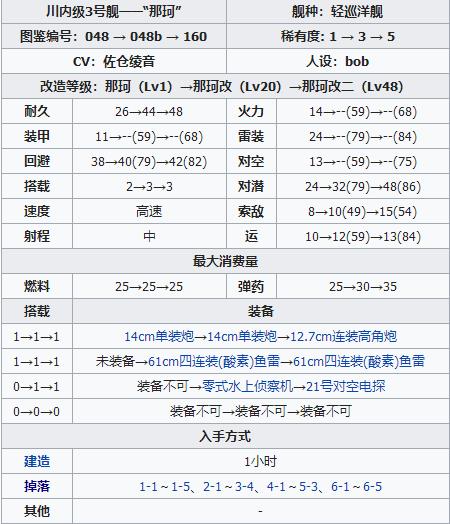 川内级3号舰——“那珂” 舰种：轻巡洋舰
图鉴编号：048 → 048b → 160 稀有度：1 → 3 → 5
CV：佐仓绫音 人设：bob
改造等级：那珂（Lv1）→那珂改（Lv20）→那珂改二（Lv48）
耐久 26→44→48 火力 14→--(59)→--(68)
装甲 11→--(59)→--(68) 雷装 24→--(79)→--(84)
回避 38→40(79)→42(82) 对空 13→--(59)→--(75)
搭载 2→3→3 对潜 24→32(79)→48(86)
速度 高速 索敌 8→10(49)→15(54)
射程 中 运 10→12(59)→13(84)
最大消费量
燃料 25→25→25 弹药 25→30→35
搭载 装备
1→1→1 14cm单装炮→14cm单装炮→12.7cm连装高角炮
1→1→1 未装备→61cm四连装(酸素)鱼雷→61cm四连装(酸素)鱼雷
0→1→1 装备不可→零式水上侦察机→21号对空电探
0→0→0 装备不可→装备不可→装备不可
入手方式
建造 1小时
掉落 1-1～1-5、2-1～3-4、4-1～5-3、6-1～6-5
其他 -